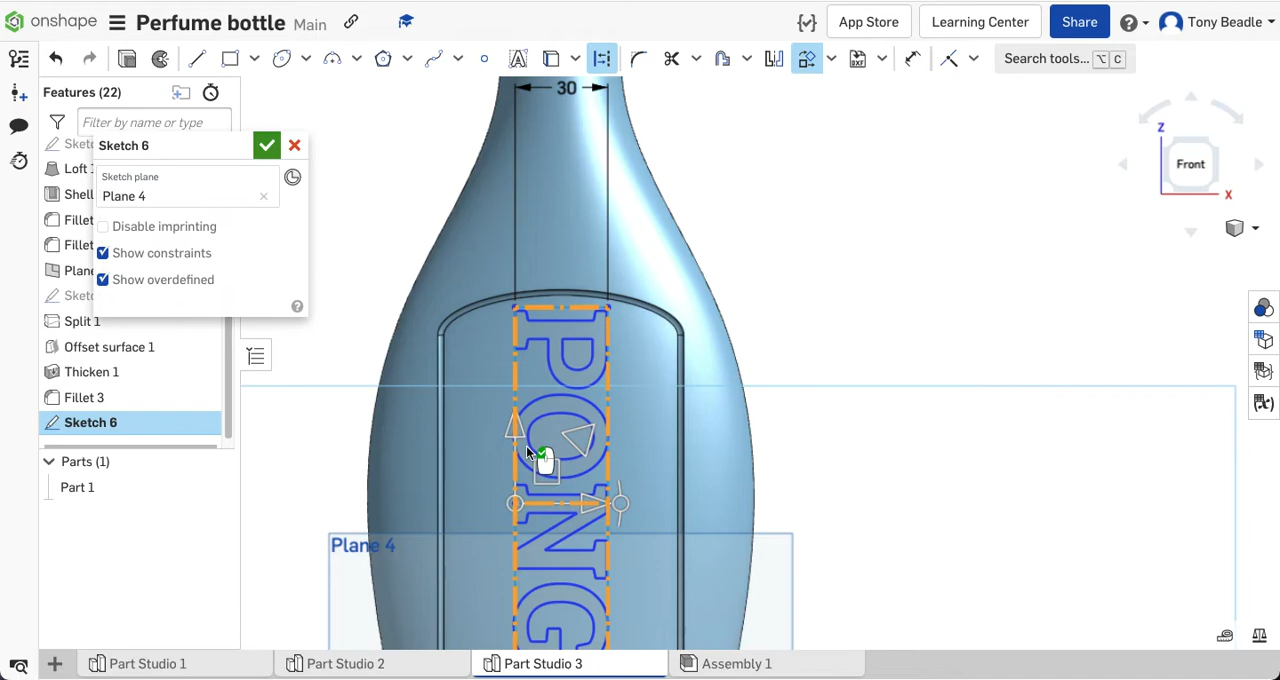 onshape
Perfume bottle
Main
App Store
Learning Center
Share
Tony Beadle
Search tools...
⌥
C
Features (22)
Filter by name or type
Sketc
Loft 1
Shell
Fillet
Fillet
Plane
Sketc
Split 1
Offset surface 1
Thicken 1
Fillet 3
Sketch 6
Parts (1)
Part 1
Sketch 6
Sketch plane
Plane 4
Disable imprinting
Show constraints
Show overdefined
30
IPONG
Plane 4
Z
Front
X
Part Studio 1
Part Studio 2
Part Studio 3
Assembly 1